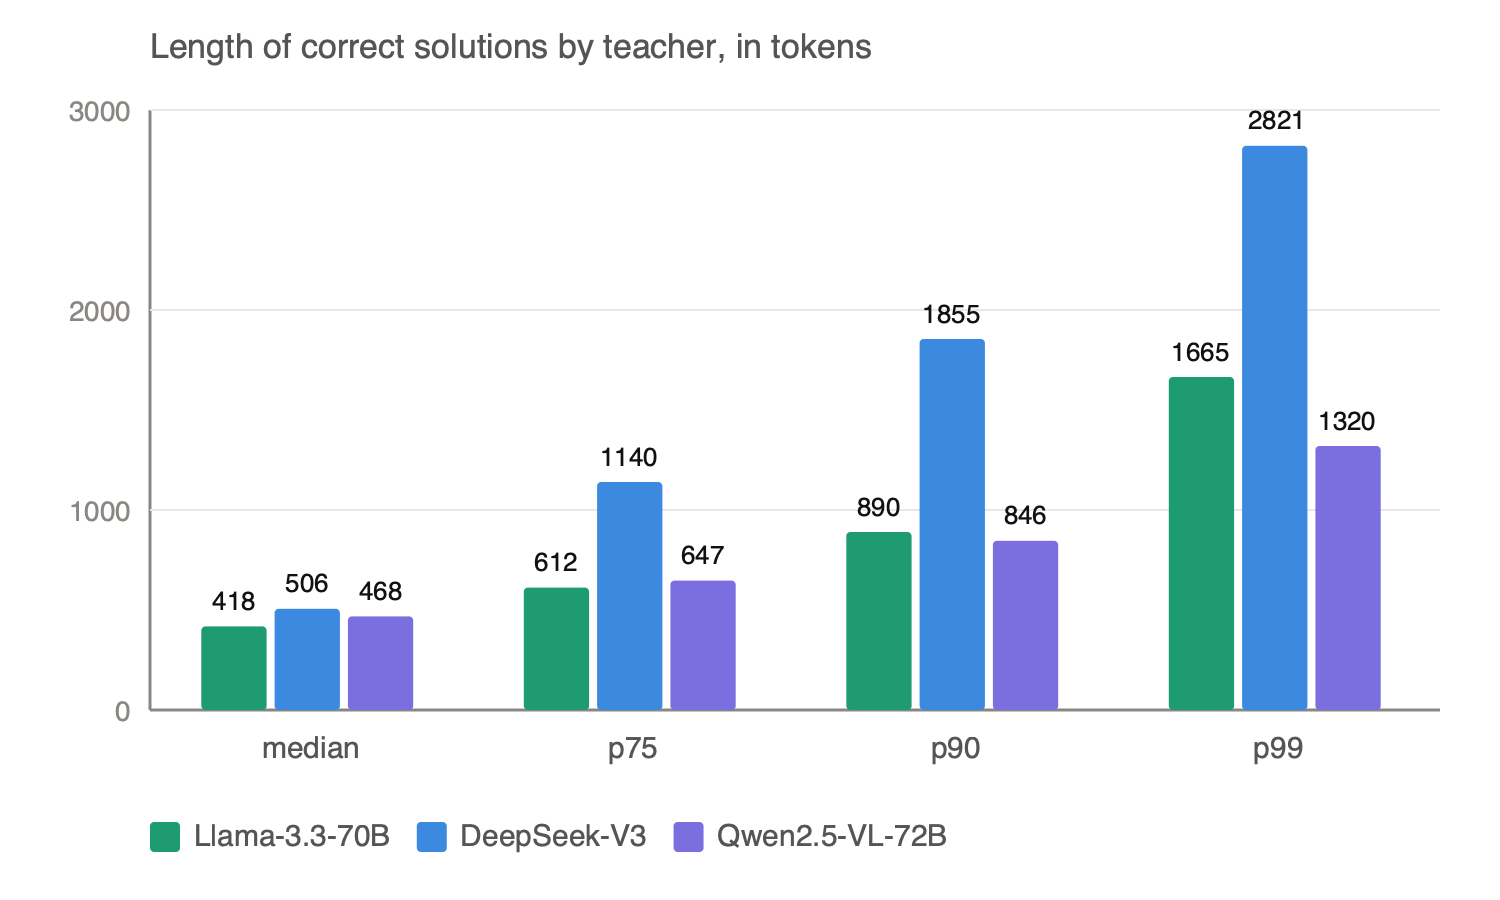 Length of correct solutions by teacher, in tokens
3000
2000
1000
0
418 506 468
612 1140 647
890 1855 846
1665 2821 1320
median p75 p90 p99
Llama-3.3-70B DeepSeek-V3 Qwen2.5-VL-72B